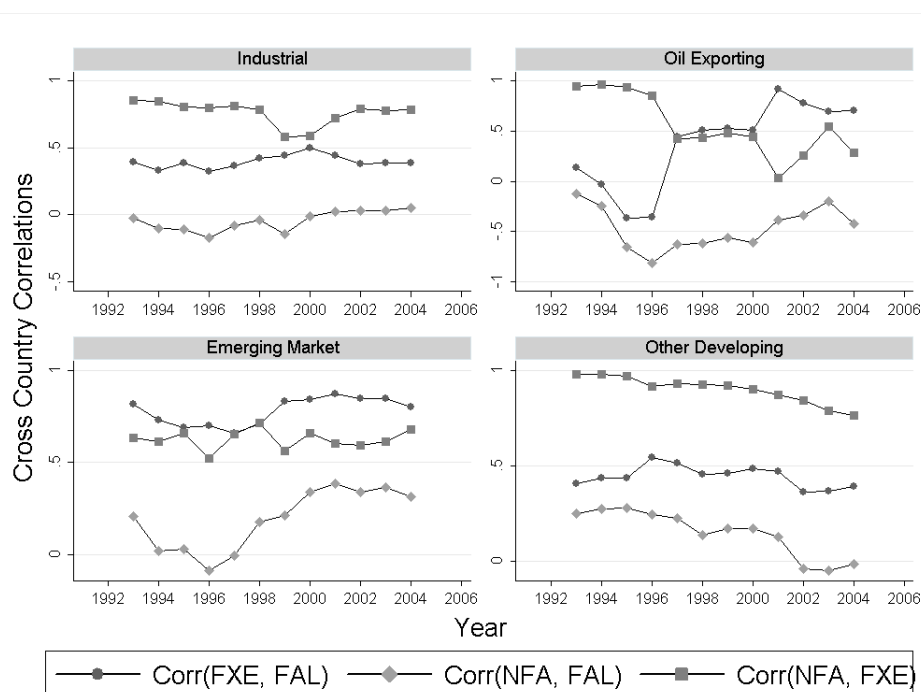 Cross Country Correlations
Industrial
1
.5
0
-.5
1992 1994 1996 1998 2000 2002 2004 2006
Oil Exporting
1
.5
0
-.5
-1
1992 1994 1996 1998 2000 2002 2004 2006
Emerging Market
1
.5
0
1992 1994 1996 1998 2000 2002 2004 2006
Other Developing
1
.5
0
1992 1994 1996 1998 2000 2002 2004 2006
Year
Corr(FXE, FAL) Corr(NFA, FAL) Corr(NFA, FXE)